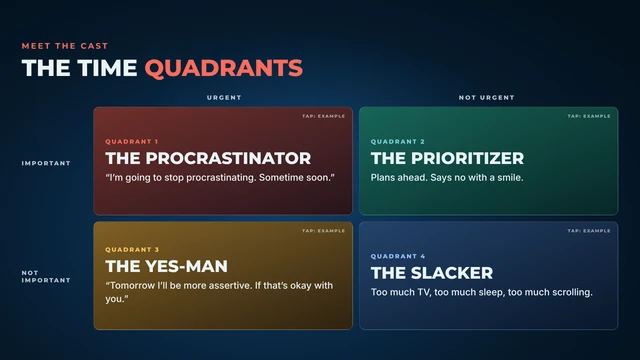 MEET THE CAST
THE TIME QUADRANTS
URGENT
NOT URGENT
IMPORTANT
TAP: EXAMPLE
QUADRANT 1
THE PROCRASTINATOR
“I’m going to stop procrastinating. Sometime soon.”
TAP: EXAMPLE
QUADRANT 2
THE PRIORITIZER
Plans ahead. Says no with a smile.
NOT
IMPORTANT
TAP: EXAMPLE
QUADRANT 3
THE YES-MAN
“Tomorrow I’ll be more assertive. If that’s okay with
you.”
TAP: EXAMPLE
QUADRANT 4
THE SLACKER
Too much TV, too much sleep, too much scrolling.